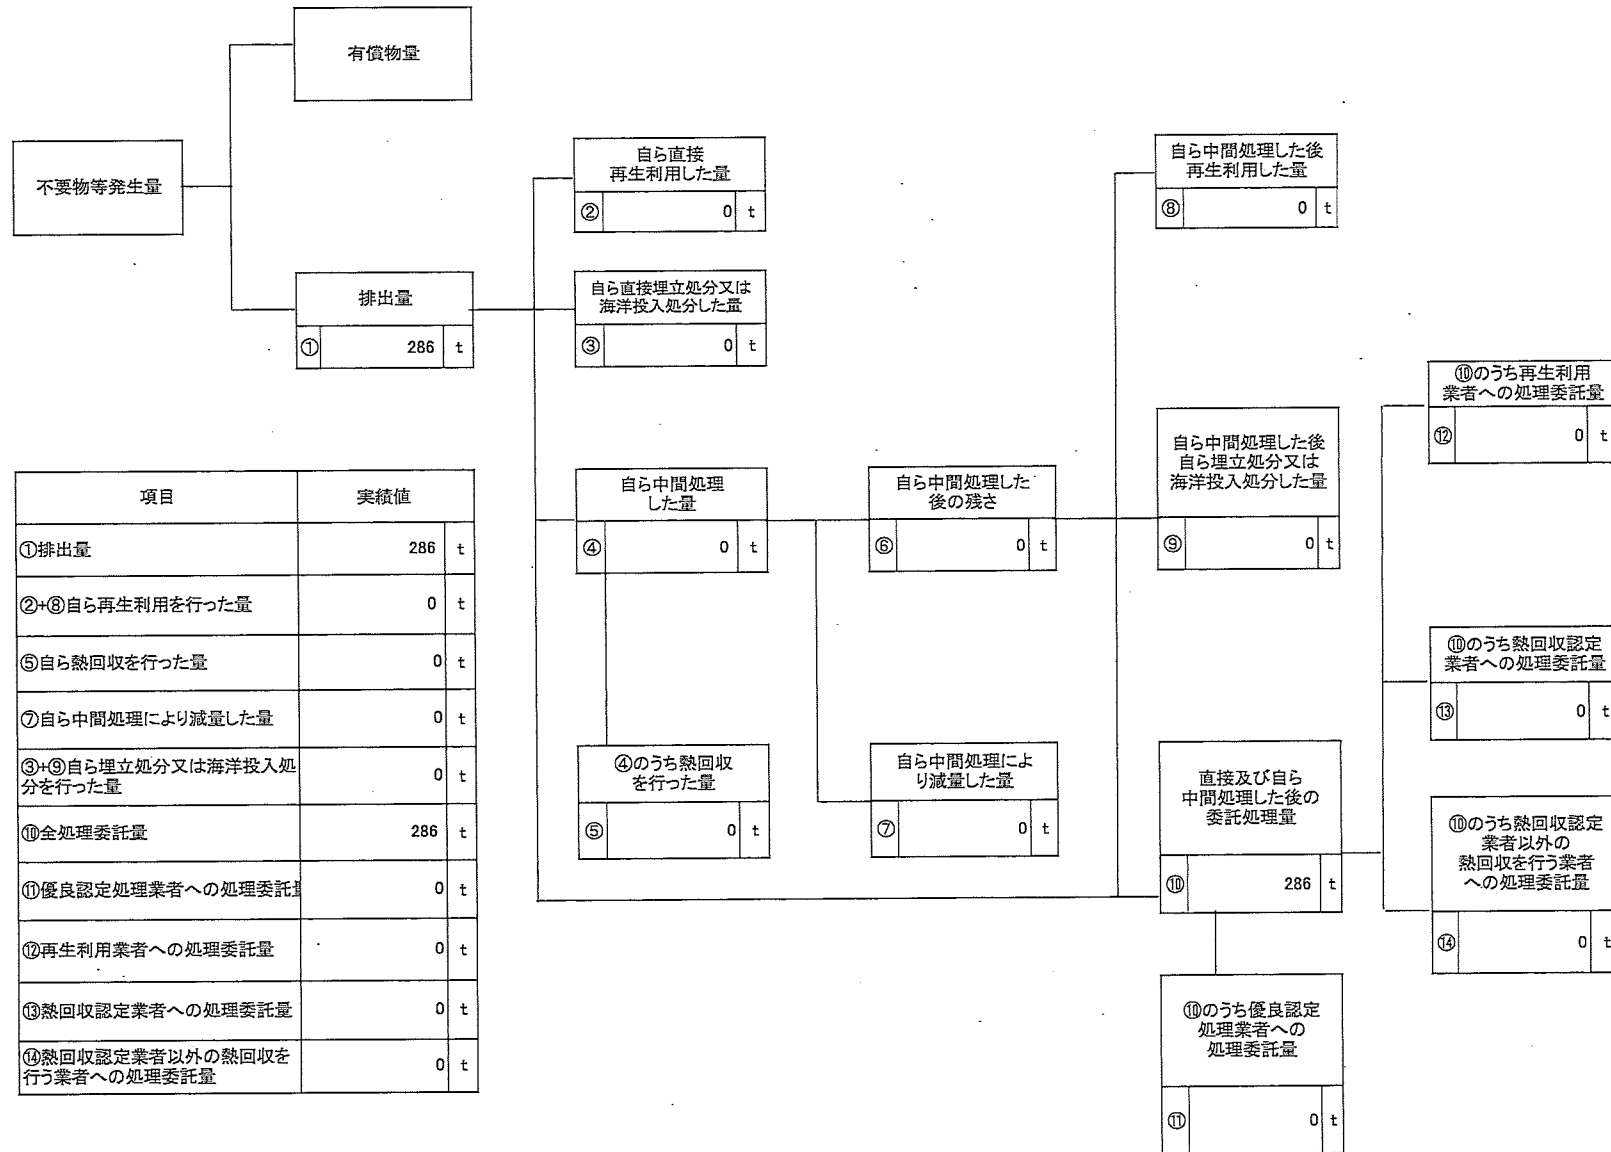 有償物量
不要物等発生量
排出量
① 286 t
自ら直接
再生利用した量
② 0 t
自ら直接埋立処分又は
海洋投入処分した量
③ 0 t
自ら中間処理
した量
④ 0 t
④のうち熱回収
を行った量
⑤ 0 t
自ら中間処理した
後の残さ
⑥ 0 t
自ら中間処理によ
り減量した量
⑦ 0 t
自ら中間処理した後
再生利用した量
⑧ 0 t
自ら中間処理した後
自ら埋立処分又は
海洋投入処分した量
⑨ 0 t
直接及び自ら
中間処理した後の
委託処理量
⑩ 286 t
⑩のうち優良認定
処理業者への
処理委託量
⑪ 0 t
⑩のうち再生利用
業者への処理委託量
⑫ 0 t
⑩のうち熱回収認定
業者への処理委託量
⑬ 0 t
⑩のうち熱回収認定
業者以外の
熱回収を行う業者
への処理委託量
⑭ 0 t
項目 実績値
①排出量 286 t
②+⑧自ら再生利用を行った量 0 t
⑤自ら熱回収を行った量 0 t
⑦自ら中間処理により減量した量 0 t
③+⑨自ら埋立処分又は海洋投入処
分を行った量 0 t
⑩全処理委託量 286 t
⑪優良認定処理業者への処理委託量 0 t
⑫再生利用業者への処理委託量 0 t
⑬熱回収認定業者への処理委託量 0 t
⑭熱回収認定業者以外の熱回収を
行う業者への処理委託量 0 t